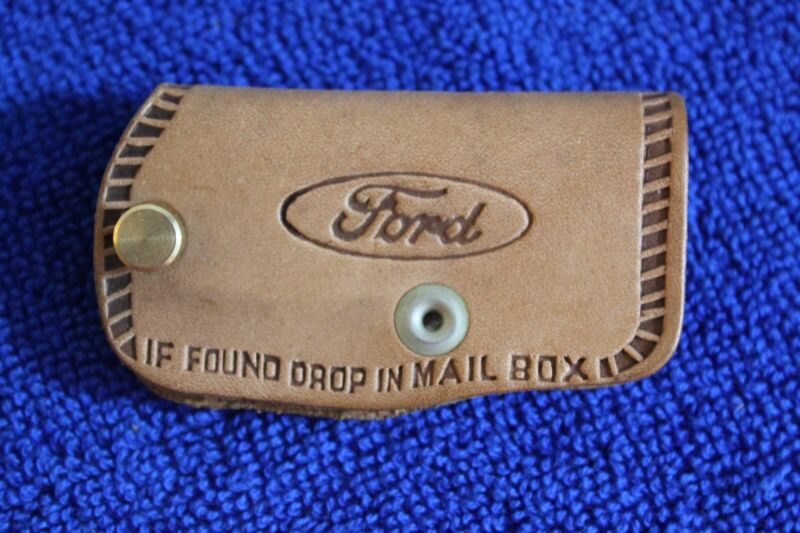 Ford
IF FOUND DROP IN MAIL BOX